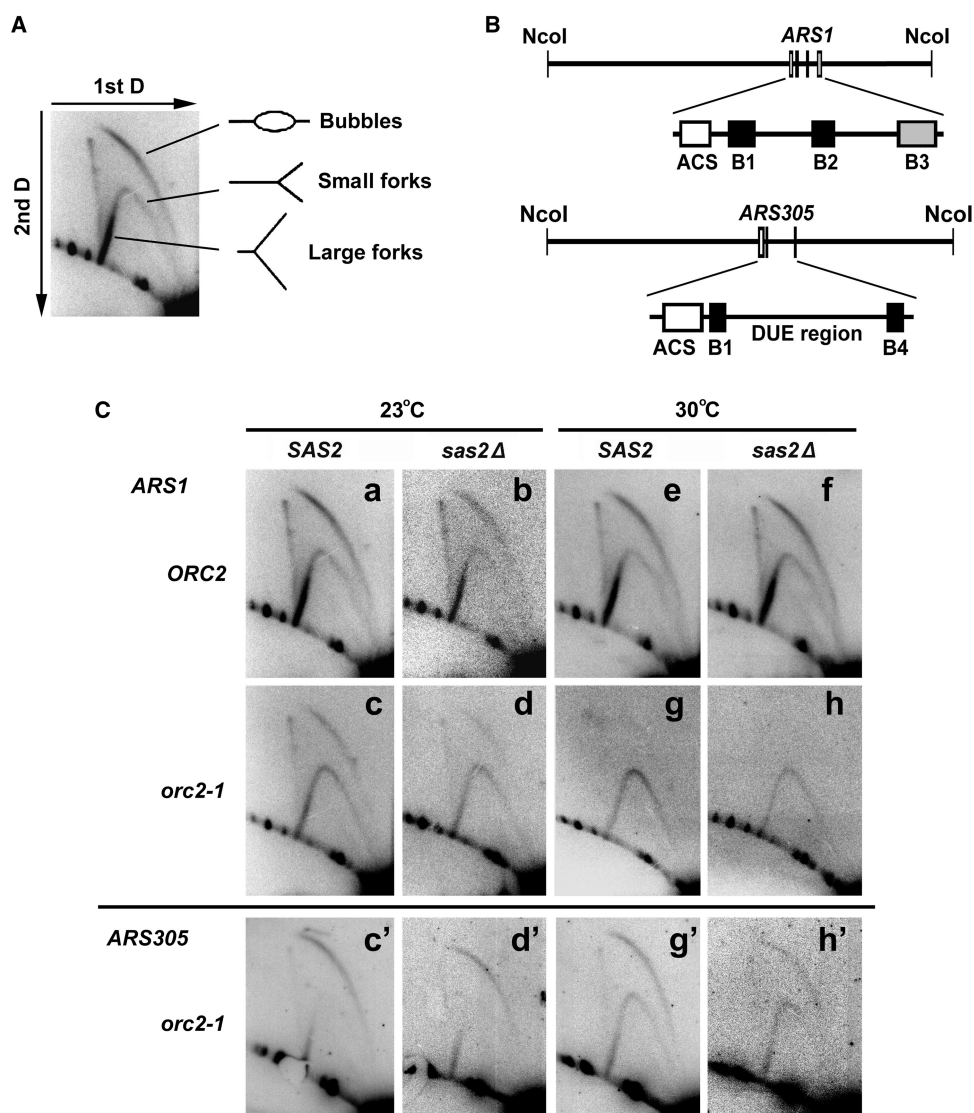 A
1st D
2nd D
Bubbles
Small forks
Large forks
B
NcoI ARS1 NcoI
ACS B1 B2 B3
NcoI ARS305 NcoI
ACS B1 DUE region B4
C
23°C 30°C
SAS2 sas2Δ SAS2 sas2Δ
ARS1 a b e f
ORC2
c d g h
orc2-1
ARS305 c' d' g' h'
orc2-1